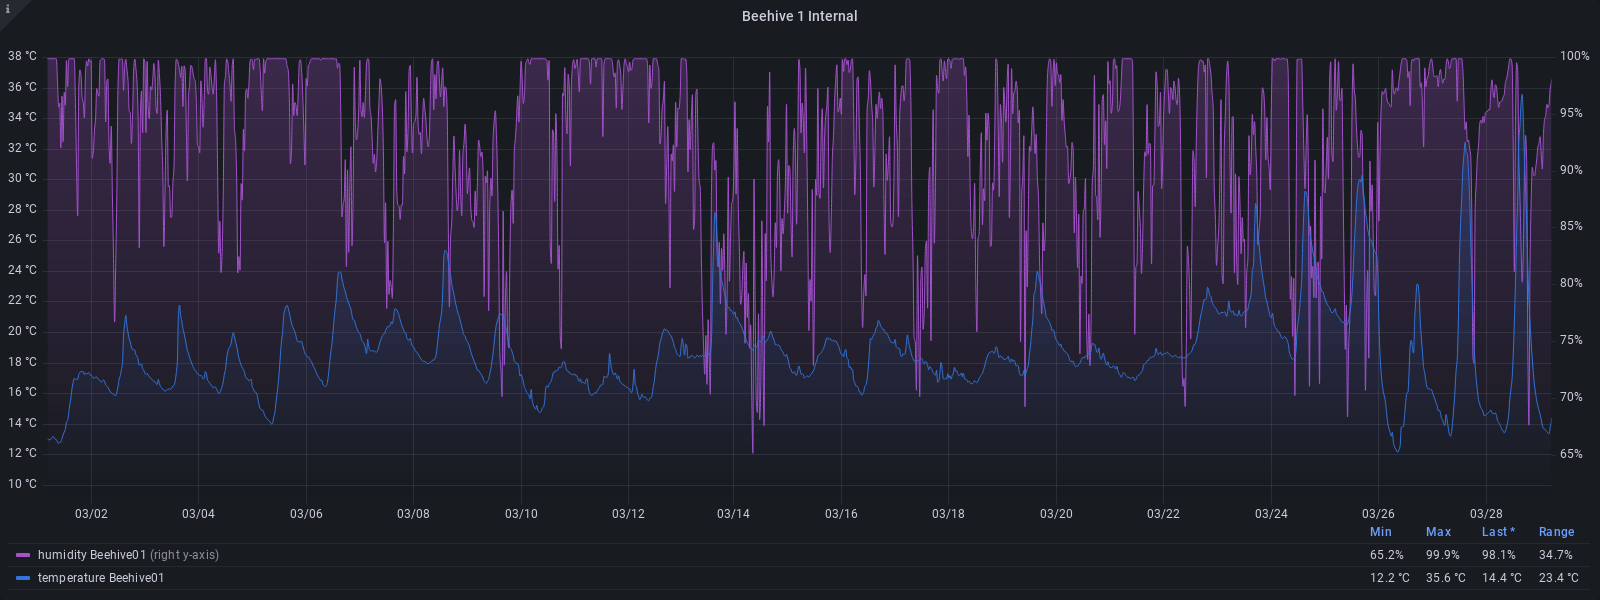 i
Beehive 1 Internal
38 °C 100%
36 °C 95%
34 °C 90%
32 °C 85%
30 °C 80%
28 °C 75%
26 °C 70%
24 °C 65%
22 °C
20 °C
18 °C
16 °C
14 °C
12 °C
10 °C
03/02 03/04 03/06 03/08 03/10 03/12 03/14 03/16 03/18 03/20 03/22 03/24 03/26 03/28
Min Max Last * Range
humidity Beehive01 (right y-axis) 65.2% 99.9% 98.1% 34.7%
temperature Beehive01 12.2 °C 35.6 °C 14.4 °C 23.4 °C